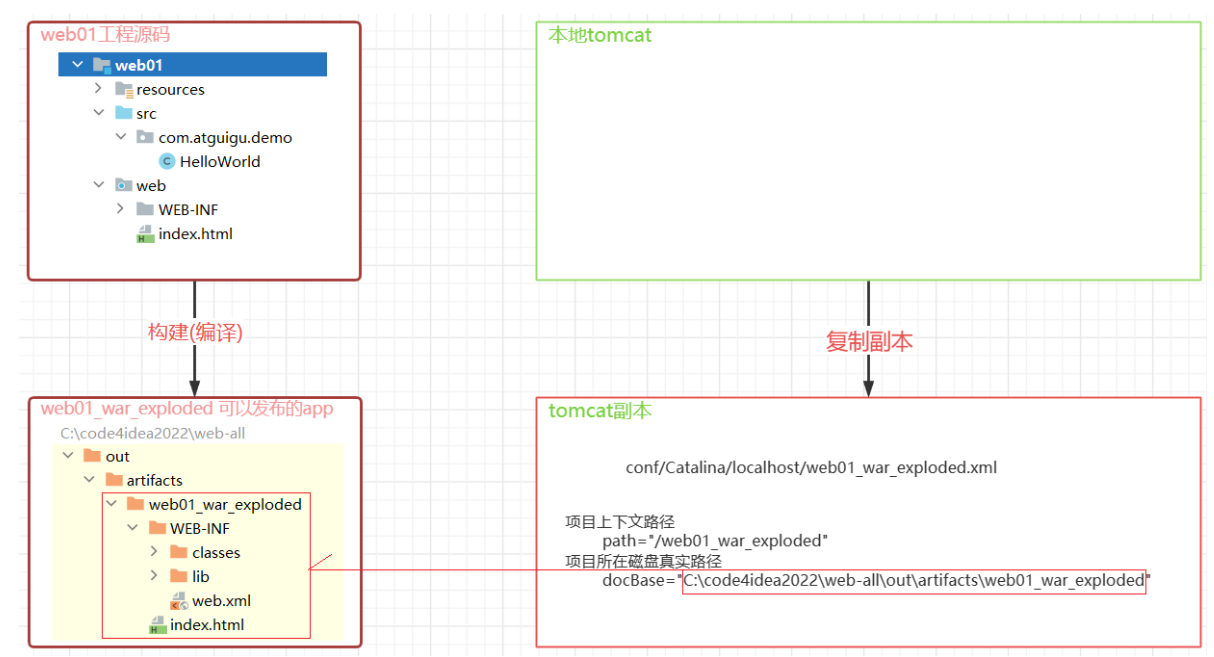 web01工程源码
web01
resources
src
com.atguigu.demo
C HelloWorld
web
WEB-INF
H index.html
构建(编译)
web01_war_exploded 可以发布的app
C:\code4idea2022\web-all
out
artifacts
web01_war_exploded
WEB-INF
classes
lib
web.xml
H index.html
本地tomcat
复制副本
tomcat副本
conf/Catalina/localhost/web01_war_exploded.xml
项目上下文路径
path="/web01_war_exploded"
项目所在磁盘真实路径
docBase="C:\code4idea2022\web-all\out\artifacts\web01_war_exploded"